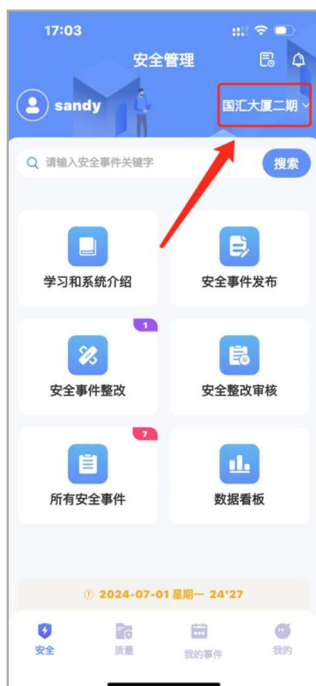 17:03
安全管理
sandy
国汇大厦二期
请输入安全事件关键字
搜索
学习和系统介绍
安全事件发布
1
安全事件整改
安全整改审核
7
所有安全事件
数据看板
2024-07-01 星期一 24'27
安全
质量
我的事件
我的